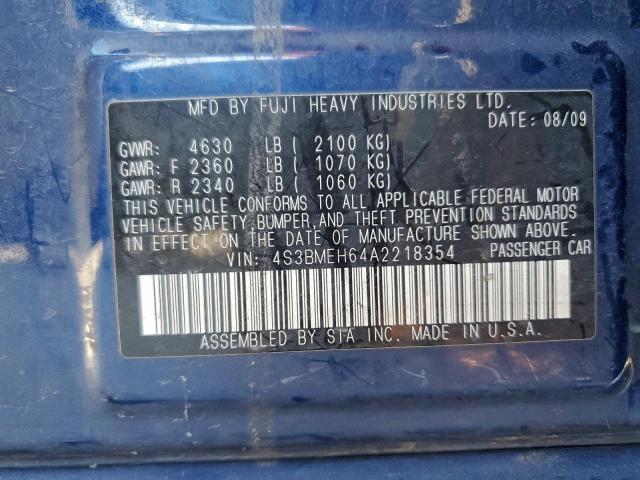 MFD BY FUJI HEAVY INDUSTRIES LTD.
DATE: 08/09
GVWR: 4630 LB ( 2100 KG)
GAWR: F 2360 LB ( 1070 KG)
GAWR: R 2340 LB ( 1060 KG)
THIS VEHICLE CONFORMS TO ALL APPLICABLE FEDERAL MOTOR
VEHICLE SAFETY, BUMPER, AND THEFT PREVENTION STANDARDS
IN EFFECT ON THE DATE OF MANUFACTURE SHOWN ABOVE.
VIN: 4S3BMEH64A2218354 PASSENGER CAR
ASSEMBLED BY SIA INC. MADE IN U.S.A.